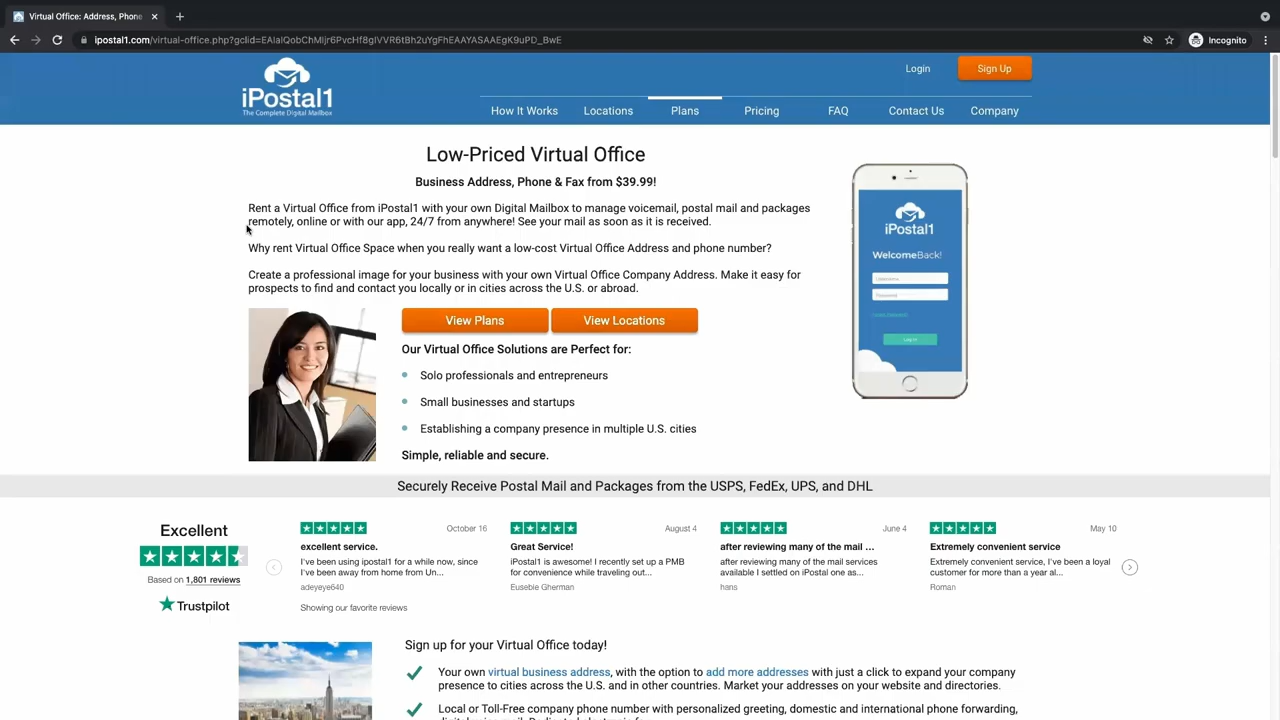 Virtual Office: Address, Phone
ipostal1.com/virtual-office.php?gclid=EAIaIQobChMIjr6PvcHf8gIVVR6tBh2uYgFhEAAYASAAEgK9uPD_BwE
Incognito
iPostal1
The Complete Digital Mailbox
Login
Sign Up
How It Works
Locations
Plans
Pricing
FAQ
Contact Us
Company
Low-Priced Virtual Office
Business Address, Phone & Fax from $39.99!
Rent a Virtual Office from iPostal1 with your own Digital Mailbox to manage voicemail, postal mail and packages
remotely, online or with our app, 24/7 from anywhere! See your mail as soon as it is received.
Why rent Virtual Office Space when you really want a low-cost Virtual Office Address and phone number?
Create a professional image for your business with your own Virtual Office Company Address. Make it easy for
prospects to find and contact you locally or in cities across the U.S. or abroad.
iPostal1
WelcomeBack!
Log In
View Plans
View Locations
Our Virtual Office Solutions are Perfect for:
Solo professionals and entrepreneurs
Small businesses and startups
Establishing a company presence in multiple U.S. cities
Simple, reliable and secure.
Securely Receive Postal Mail and Packages from the USPS, FedEx, UPS, and DHL
Excellent
Based on 1,801 reviews
Trustpilot
October 16
excellent service.
I've been using ipostal1 for a while now, since
I've been away from home from Un...
adeyeye640
August 4
Great Service!
iPostal1 is awesome! I recently set up a PMB
for convenience while traveling out...
Eusebie Gherman
June 4
after reviewing many of the mail ...
after reviewing many of the mail services
available I settled on iPostal one as...
hans
May 10
Extremely convenient service
Extremely convenient service, I've been a loyal
customer for more than a year al...
Roman
Showing our favorite reviews
Sign up for your Virtual Office today!
Your own virtual business address, with the option to add more addresses with just a click to expand your company
presence to cities across the U.S. and in other countries. Market your addresses on your website and directories.
Local or Toll-Free company phone number with personalized greeting, domestic and international phone forwarding,